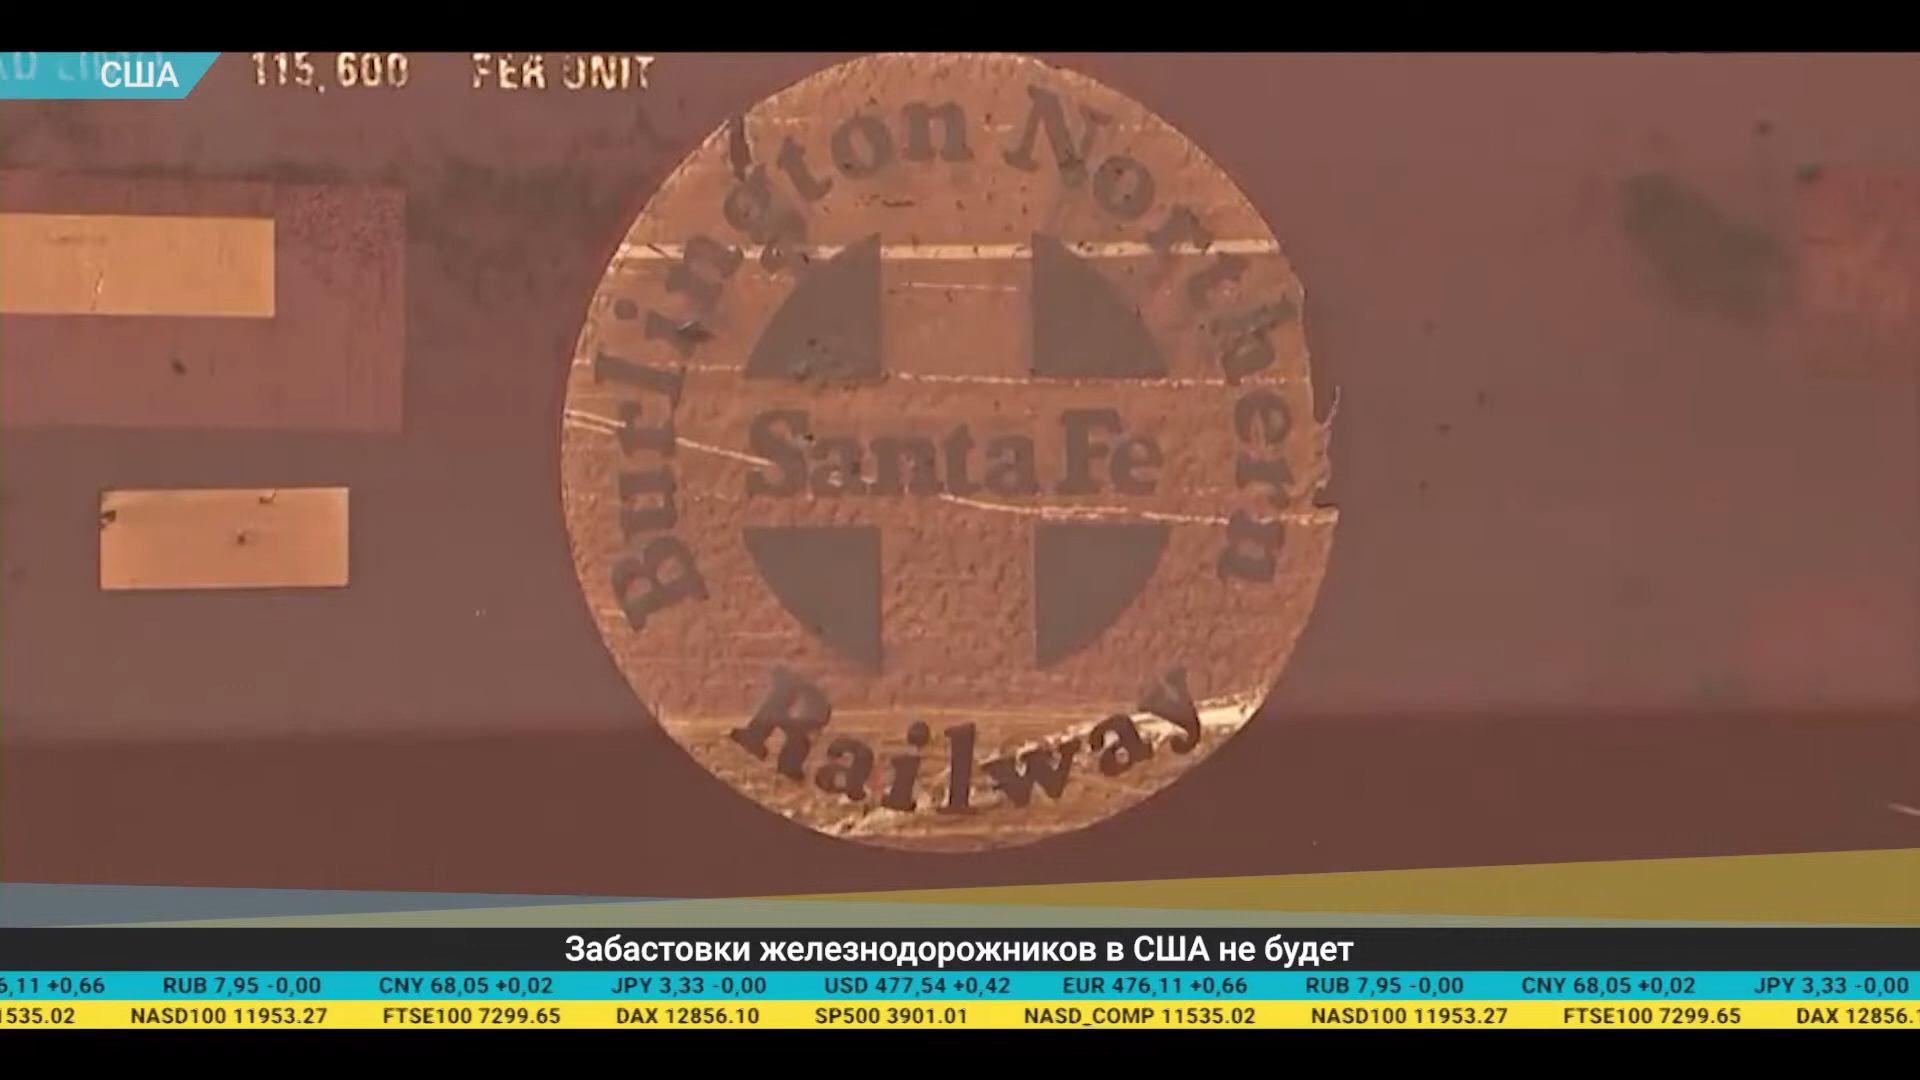 США
115,600 PER UNIT
Burlington Northern
Santa Fe
Railway
Забастовки железнодорожников в США не будет
6,11 +0,66 RUB 7,95 -0,00 CNY 68,05 +0,02 JPY 3,33 -0,00 USD 477,54 +0,42 EUR 476,11 +0,66 RUB 7,95 -0,00 CNY 68,05 +0,02 JPY 3,33 -0,00
1535.02 NASD100 11953.27 FTSE100 7299.65 DAX 12856.10 SP500 3901.01 NASD_COMP 11535.02 NASD100 11953.27 FTSE100 7299.65 DAX 12856.1